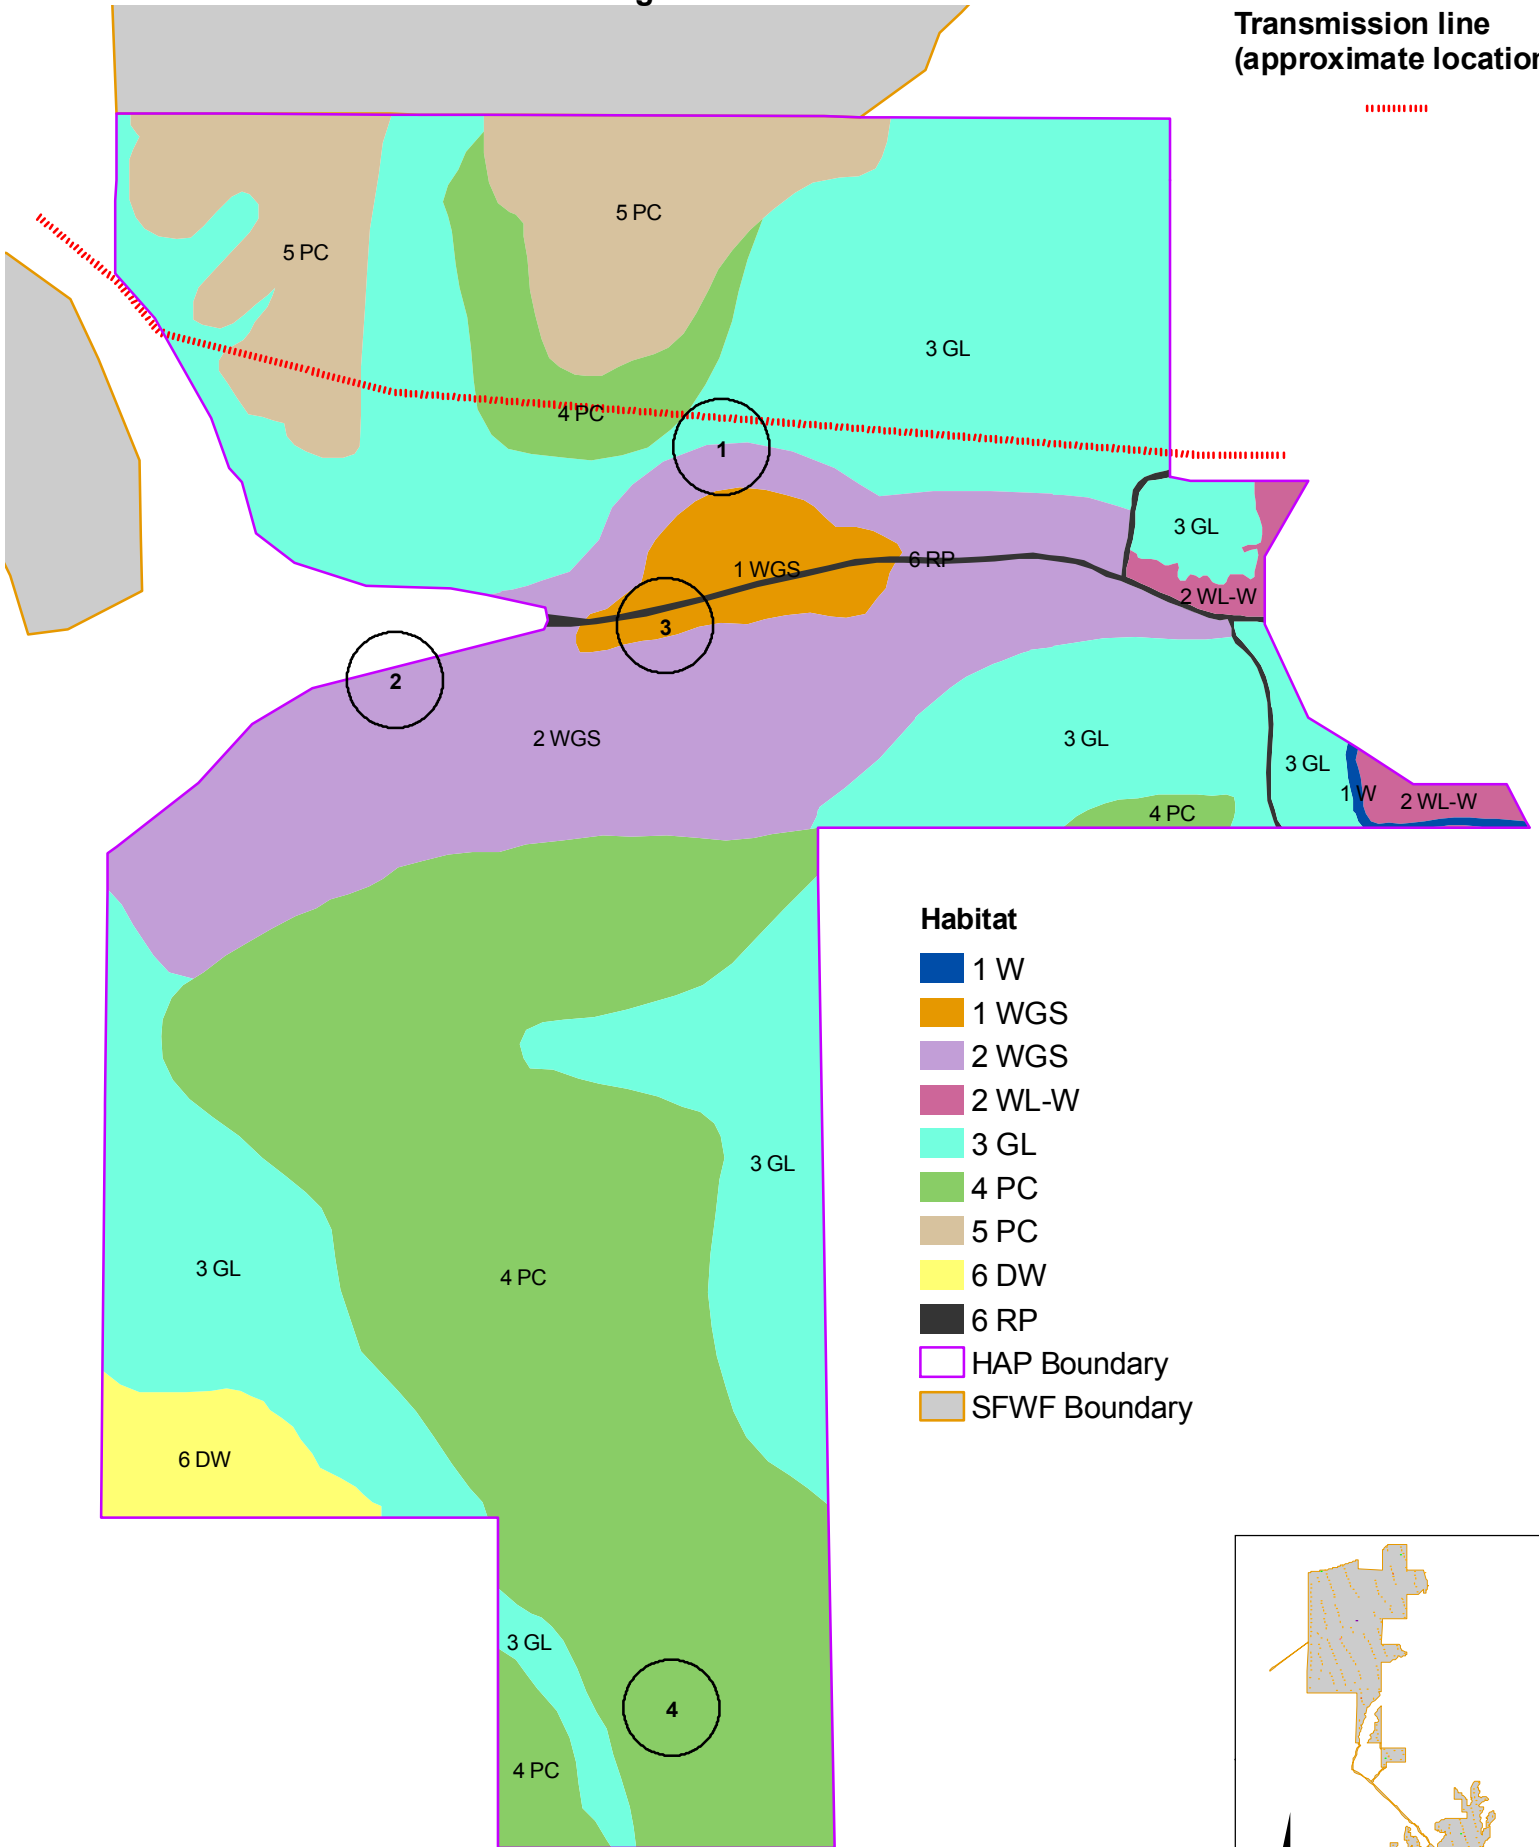 Transmission line
(approximate location
5 PC
5 PC
3 GL
4 PC
1
3 GL
1 WGS
6 RP
2 WL-W
3
2
2 WGS
3 GL
3 GL
1 W
2 WL-W
4 PC
Habitat
1 W
1 WGS
2 WGS
2 WL-W
3 GL
4 PC
5 PC
6 DW
6 RP
HAP Boundary
SFWF Boundary
3 GL
3 GL
4 PC
6 DW
3 GL
4
4 PC